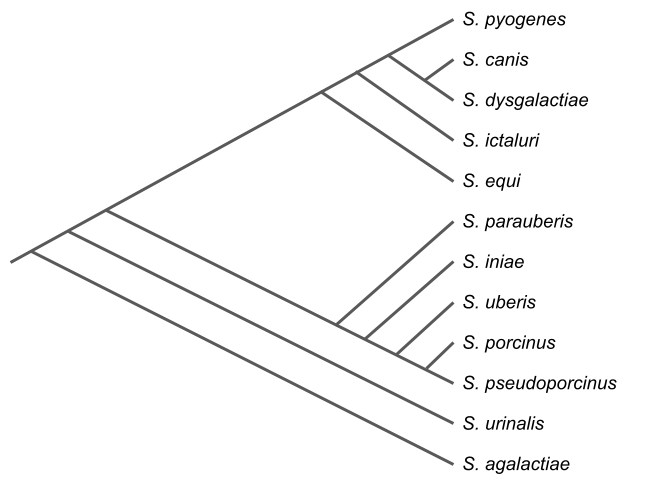 S. pyogenes
S. canis
S. dysgalactiae
S. ictaluri
S. equi
S. parauberis
S. iniae
S. uberis
S. porcinus
S. pseudoporcinus
S. urinalis
S. agalactiae